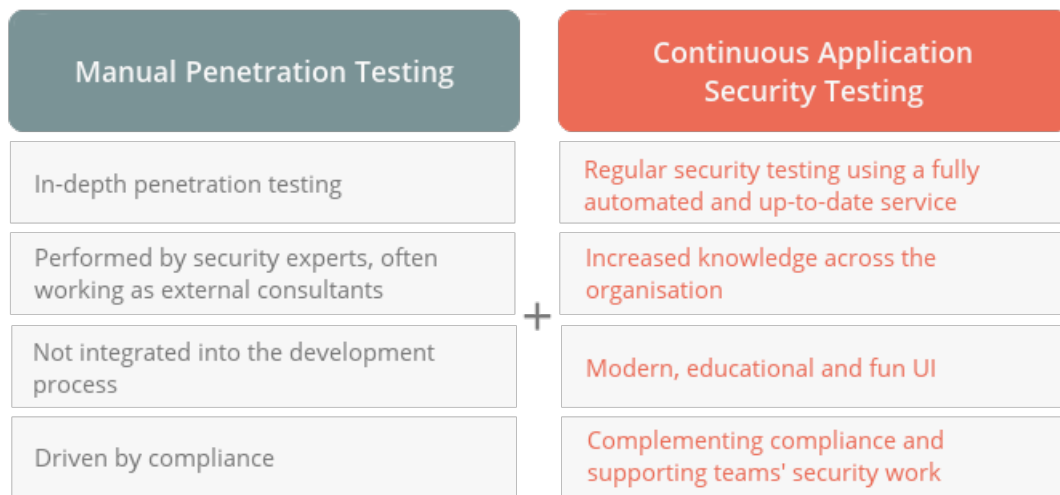 Manual Penetration Testing
In-depth penetration testing
Performed by security experts, often
working as external consultants
Not integrated into the development
process
Driven by compliance
+
Continuous Application
Security Testing
Regular security testing using a fully
automated and up-to-date service
Increased knowledge across the
organisation
Modern, educational and fun UI
Complementing compliance and
supporting teams' security work